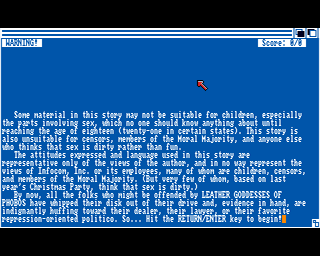 WARNING!
Score: 0/0
Some material in this story may not be suitable for children, especially
the parts involving sex, which no one should know anything about until
reaching the age of eighteen (twenty-one in certain states). This story is
also unsuitable for censors, members of the Moral Majority, and anyone else
who thinks that sex is dirty rather than fun.
The attitudes expressed and language used in this story are
representative only of the views of the author, and in no way represent the
views of Infocom, Inc. or its employees, many of whom are children, censors,
and members of the Moral Majority. (But very few of whom, based on last
year's Christmas Party, think that sex is dirty.)
By now, all the folks who might be offended by LEATHER GODDESSES OF
PHOBOS have whipped their disk out of their drive and, evidence in hand, are
indignantly huffing toward their dealer, their lawyer, or their favorite
repression-oriented politico. So... Hit the RETURN/ENTER key to begin!